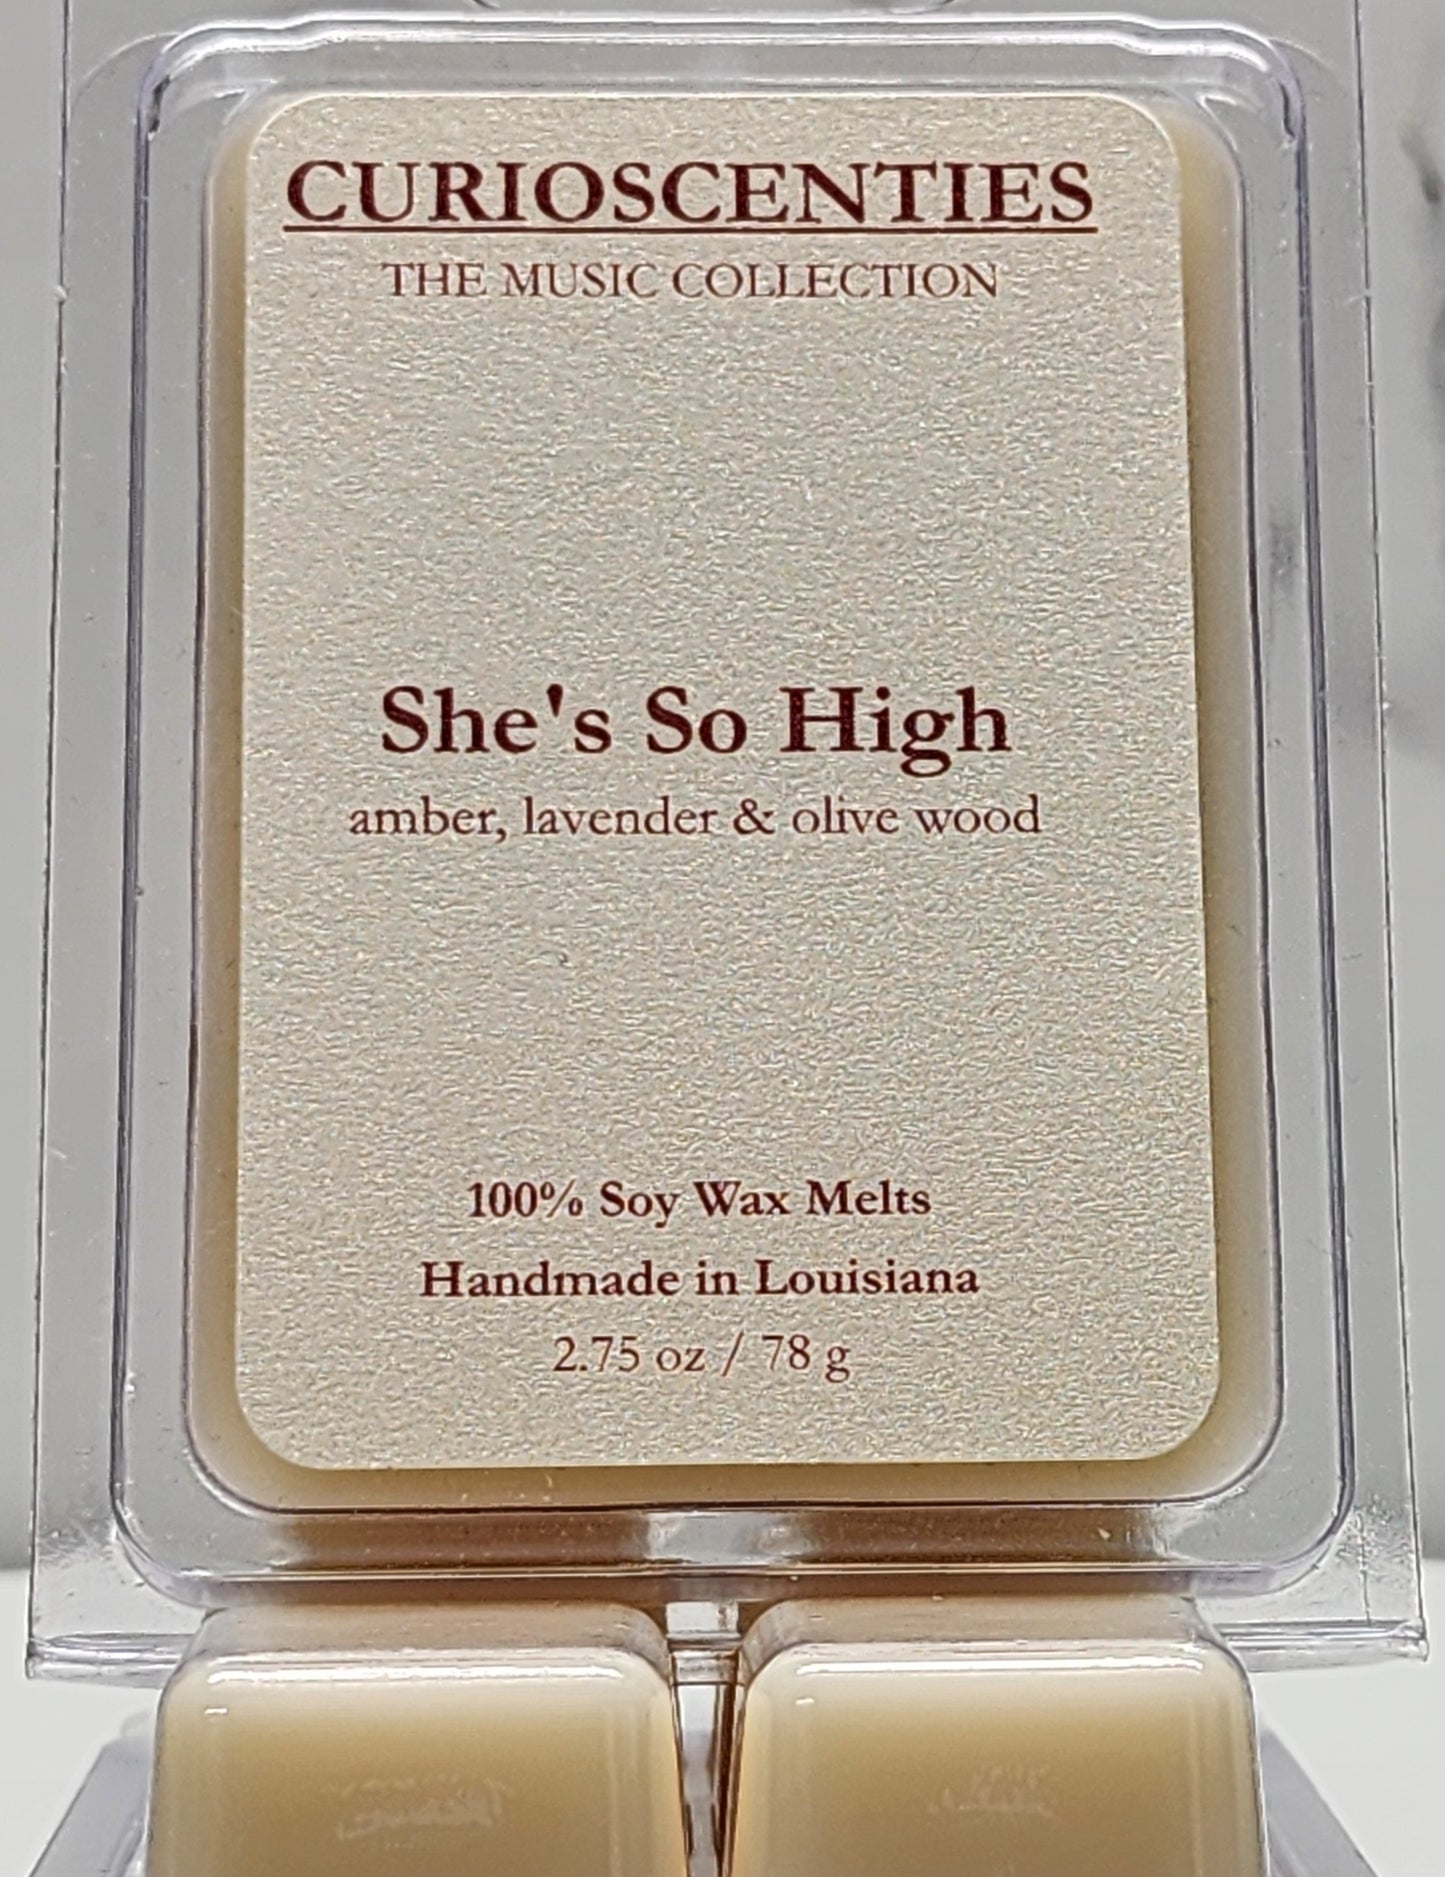 CURIOSCENTIES
THE MUSIC COLLECTION
She's So High
amber, lavender & olive wood
100% Soy Wax Melts
Handmade in Louisiana
2.75 oz / 78 g